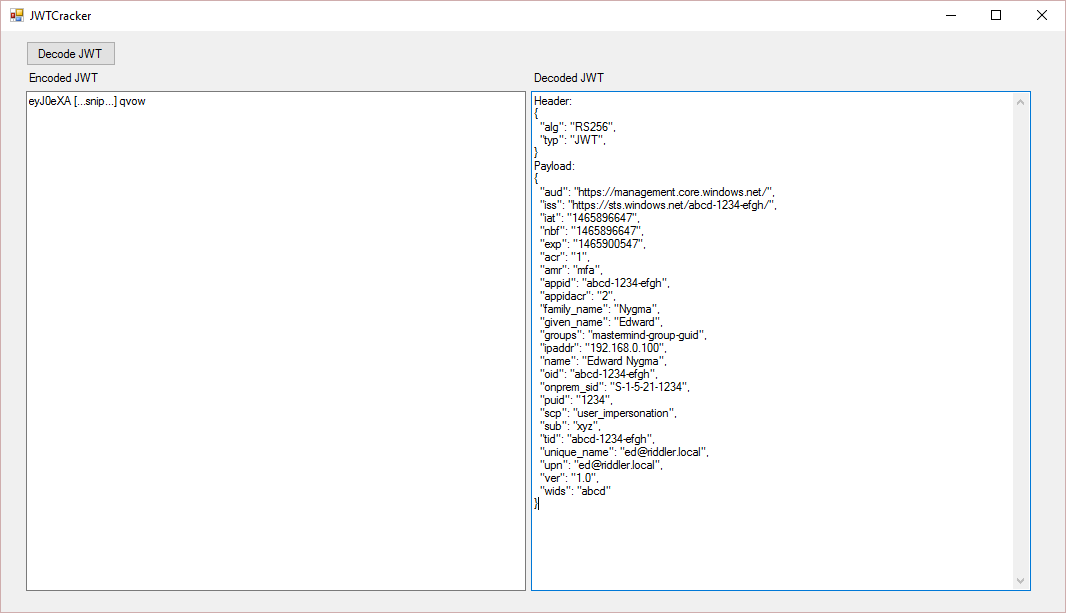 JWTCracker
Decode JWT
Encoded JWT
eyJ0eXA [...snip...] qvow
Decoded JWT
Header:
{
  "alg": "RS256",
  "typ": "JWT",
}
Payload:
{
  "aud": "https://management.core.windows.net/",
  "iss": "https://sts.windows.net/abcd-1234-efgh/",
  "iat": "1465896647",
  "nbf": "1465896647",
  "exp": "1465900547",
  "acr": "1",
  "amr": "mfa",
  "appid": "abcd-1234-efgh",
  "appidacr": "2",
  "family_name": "Nygma",
  "given_name": "Edward",
  "groups": "mastermind-group-guid",
  "ipaddr": "192.168.0.100",
  "name": "Edward Nygma",
  "oid": "abcd-1234-efgh",
  "onprem_sid": "S-1-5-21-1234",
  "puid": "1234",
  "scp": "user_impersonation",
  "sub": "xyz",
  "tid": "abcd-1234-efgh",
  "unique_name": "ed@riddler.local",
  "upn": "ed@riddler.local",
  "ver": "1.0",
  "wids": "abcd"
}